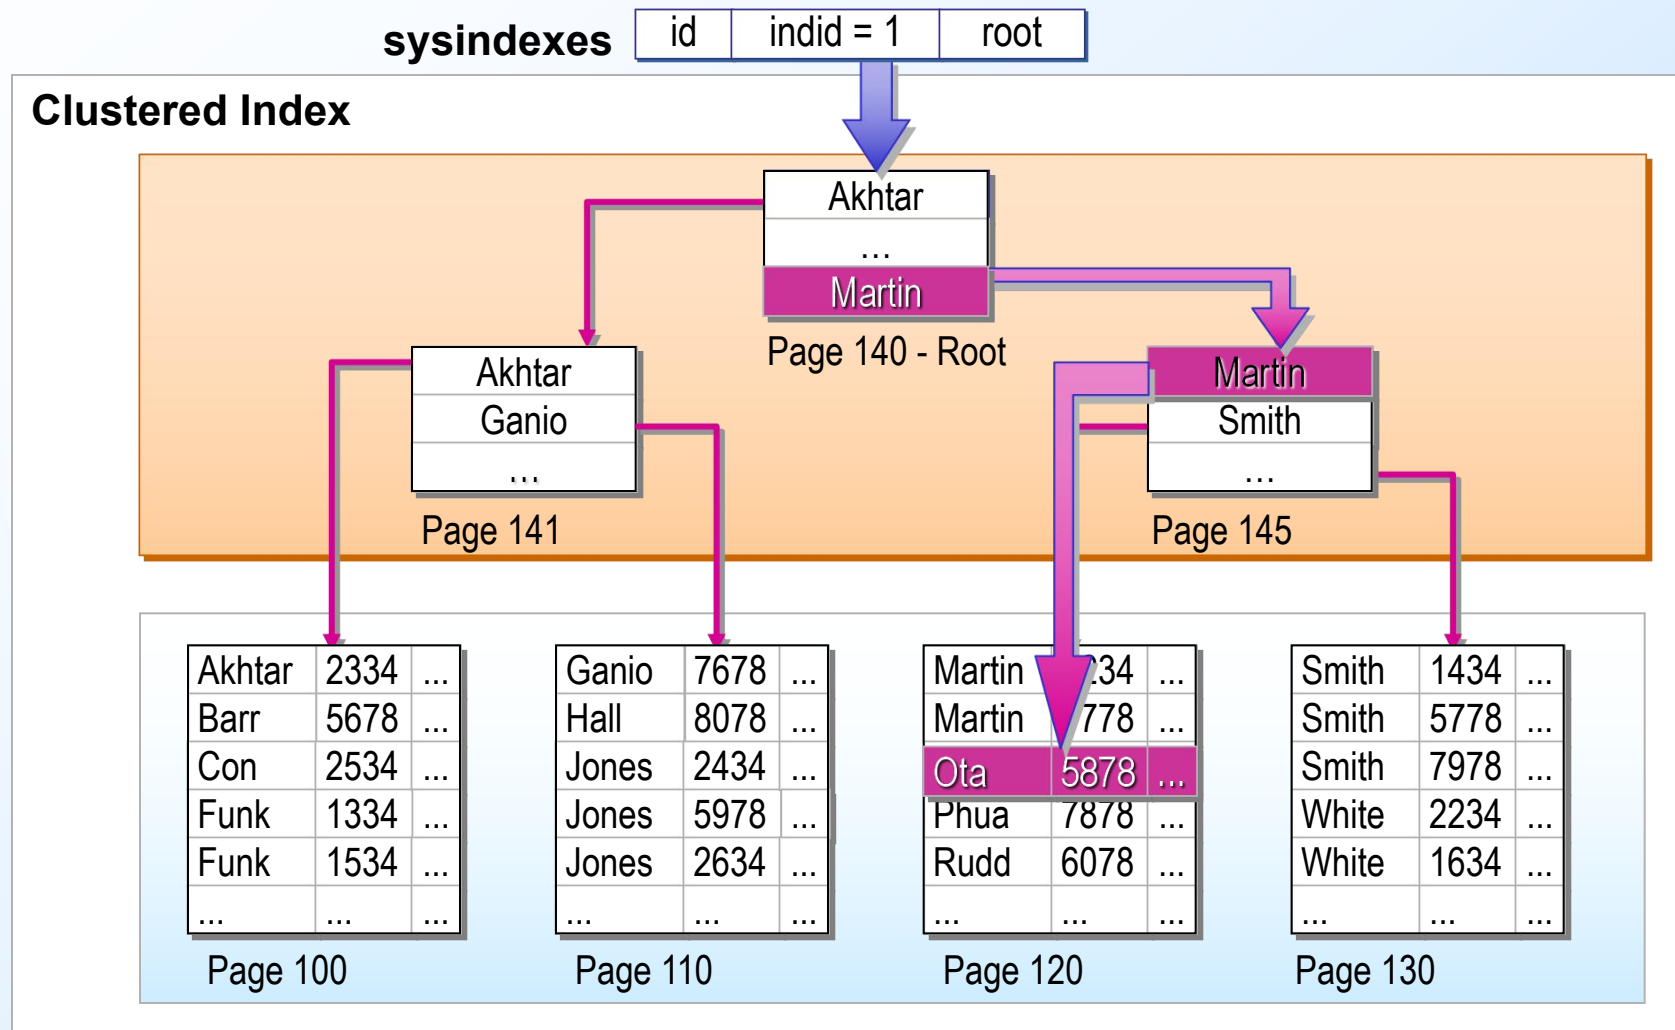 sysindexes id indid = 1 root
Clustered Index
Akhtar
...
Martin
Page 140 - Root
Akhtar
Ganio
...
Page 141
Martin
Smith
...
Page 145
Akhtar 2334 ...
Barr 5678 ...
Con 2534 ...
Funk 1334 ...
Funk 1534 ...
... ... ...
Page 100
Ganio 7678 ...
Hall 8078 ...
Jones 2434 ...
Jones 5978 ...
Jones 2634 ...
... ... ...
Page 110
Martin ...
Martin ...
Ota 5878 ...
Phua 7878 ...
Rudd 6078 ...
... ... ...
Page 120
Smith 1434 ...
Smith 5778 ...
Smith 7978 ...
White 2234 ...
White 1634 ...
... ... ...
Page 130